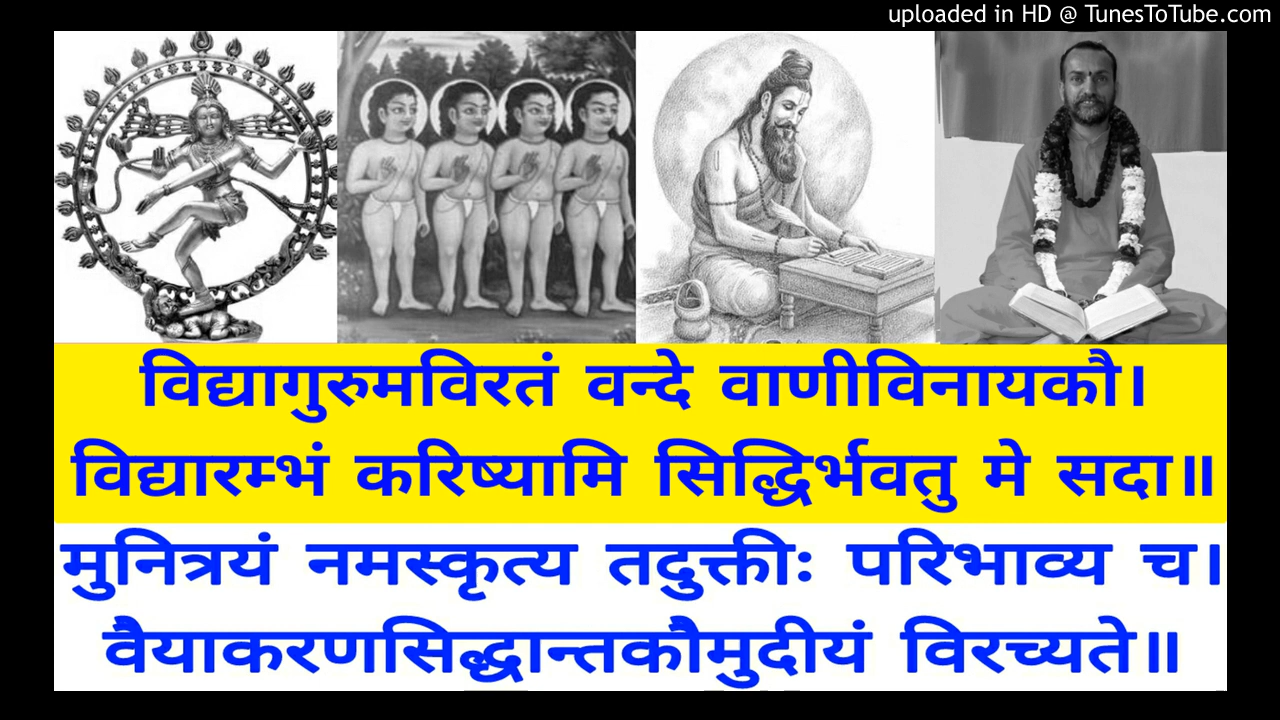 uploaded in HD @ TunesToTube.com
विद्यागुरुमविरतं वन्दे वाणीविनायकौ।
विद्यारम्भं करिष्यामि सिद्धिर्भवतु मे सदा॥
मुनित्रयं नमस्कृत्य तदुक्तीः परिभाव्य च।
वैयाकरणसिद्धान्तकौमुदीयं विरच्यते॥